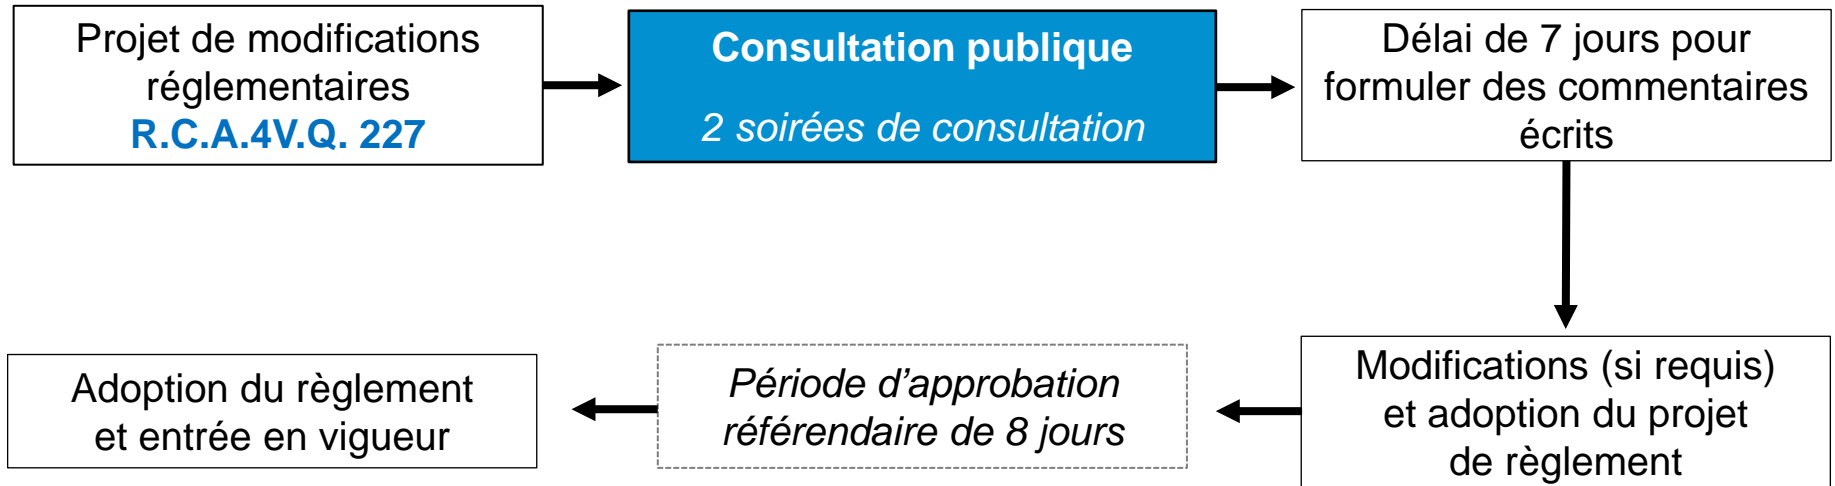 Projet de modifications
réglementaires
R.C.A.4V.Q. 227
Consultation publique
2 soirées de consultation
Délai de 7 jours pour
formuler des commentaires
écrits
Modifications (si requis)
et adoption du projet
de règlement
Période d’approbation
référendaire de 8 jours
Adoption du règlement
et entrée en vigueur